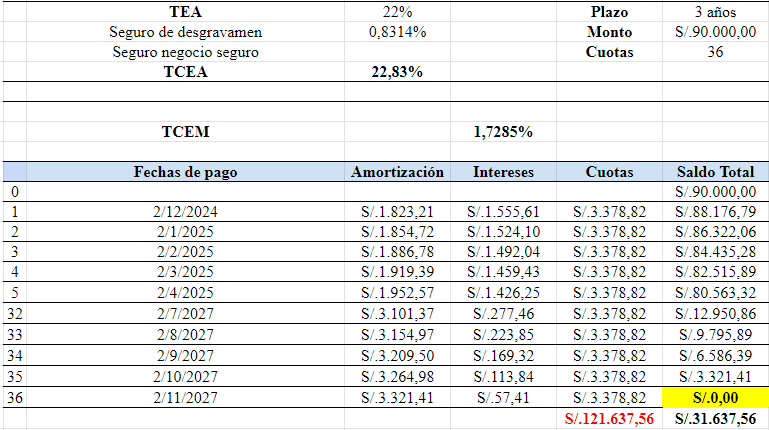 TEA 22% Plazo 3 años
Seguro de desgravamen 0,8314% Monto S/.90.000,00
Seguro negocio seguro Cuotas 36
TCEA 22,83%
TCEM 1,7285%
Fechas de pago Amortización Intereses Cuotas Saldo Total
0 S/.90.000,00
1 2/12/2024 S/.1.823,21 S/.1.555,61 S/.3.378,82 S/.88.176,79
2 2/1/2025 S/.1.854,72 S/.1.524,10 S/.3.378,82 S/.86.322,06
3 2/2/2025 S/.1.886,78 S/.1.492,04 S/.3.378,82 S/.84.435,28
4 2/3/2025 S/.1.919,39 S/.1.459,43 S/.3.378,82 S/.82.515,89
5 2/4/2025 S/.1.952,57 S/.1.426,25 S/.3.378,82 S/.80.563,32
32 2/7/2027 S/.3.101,37 S/.277,46 S/.3.378,82 S/.12.950,86
33 2/8/2027 S/.3.154,97 S/.223,85 S/.3.378,82 S/.9.795,89
34 2/9/2027 S/.3.209,50 S/.169,32 S/.3.378,82 S/.6.586,39
35 2/10/2027 S/.3.264,98 S/.113,84 S/.3.378,82 S/.3.321,41
36 2/11/2027 S/.3.321,41 S/.57,41 S/.3.378,82 S/.0,00
S/.121.637,56 S/.31.637,56